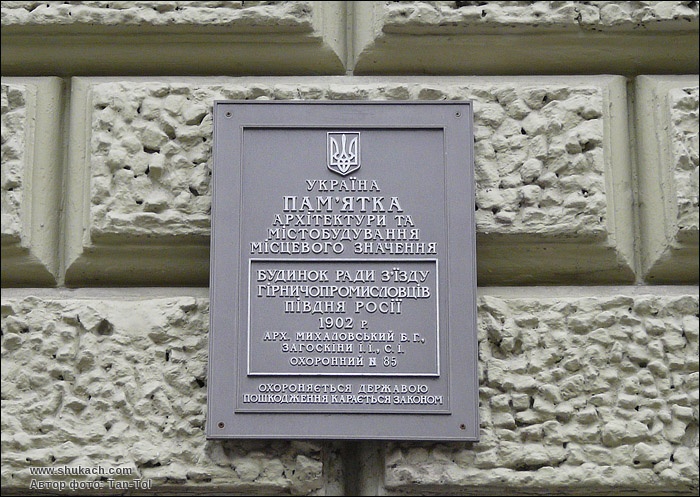 УКРАЇНА
ПАМ'ЯТКА
АРХІТЕКТУРИ ТА
МІСТОБУДУВАННЯ
МІСЦЕВОГО ЗНАЧЕННЯ
БУДИНОК РАДИ З'ЇЗДУ
ГІРНИЧОПРОМИСЛОВЦІВ
ПІВДНЯ РОСІЇ
1902 Р.
АРХ. МИХАЛОВСЬКИЙ Б.Г.,
ЗАГОСКІНИ І.І., С.І.
ОХОРОННИЙ № 85
ОХОРОНЯЄТЬСЯ ДЕРЖАВОЮ
ПОШКОДЖЕННЯ КАРАЄТЬСЯ ЗАКОНОМ
www.shukach.com
Автор фото: Tan-Tol